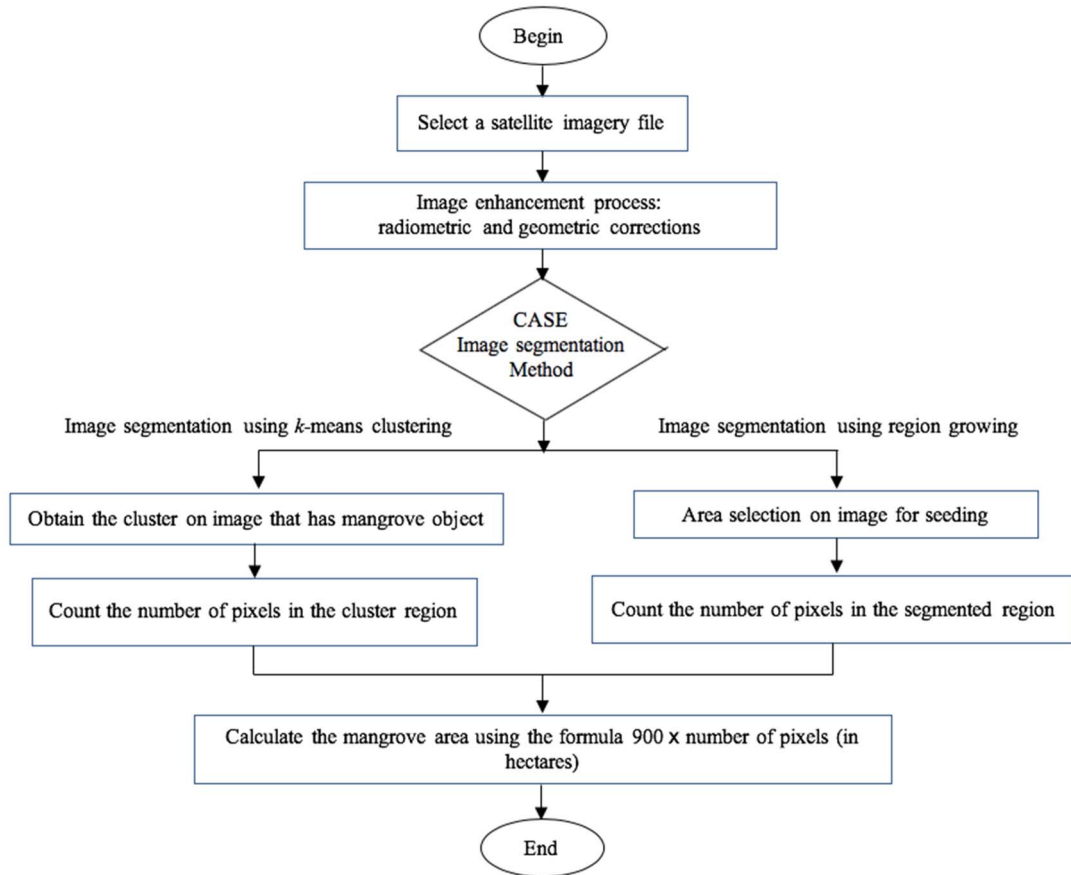 Begin
Select a satellite imagery file
Image enhancement process:
radiometric and geometric corrections
CASE
Image segmentation
Method
Image segmentation using k-means clustering
Image segmentation using region growing
Obtain the cluster on image that has mangrove object
Area selection on image for seeding
Count the number of pixels in the cluster region
Count the number of pixels in the segmented region
Calculate the mangrove area using the formula 900 x number of pixels (in
hectares)
End